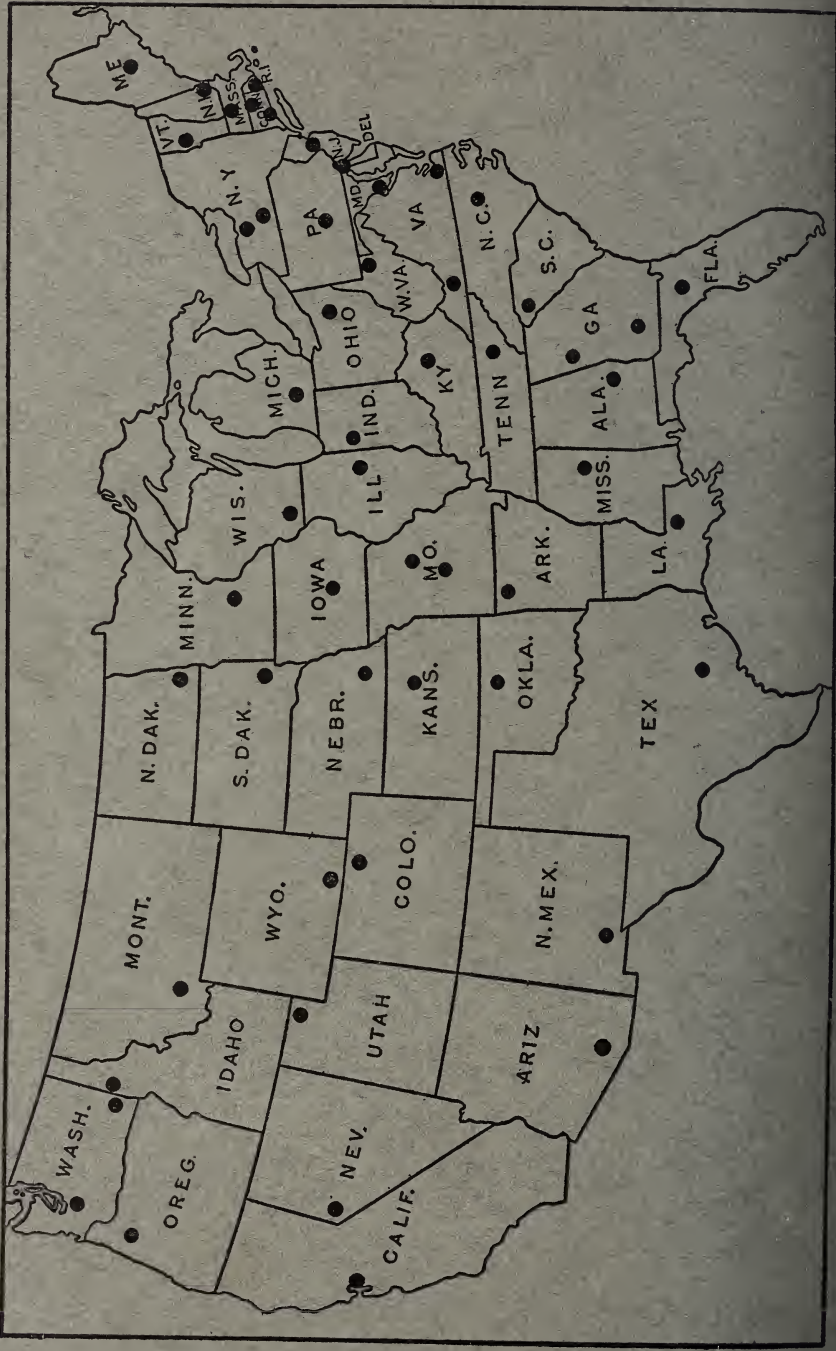 WASH.
OREG.
CALIF.
NEV.
IDAHO
MONT.
WYO.
UTAH
ARIZ
COLO.
N.MEX.
N. DAK.
S. DAK.
NEBR.
KANS.
OKLA.
TEX
MINN.
IOWA
MO.
ARK.
LA.
WIS.
ILL
MICH.
IND.
OHIO
KY
TENN
MISS.
ALA.
GA
FLA.
S.C.
N.C.
VA
W.VA.
MD.
DEL
PA
N.J
N.Y
VT.
N.H
MASS.
CONN
R.I.
ME